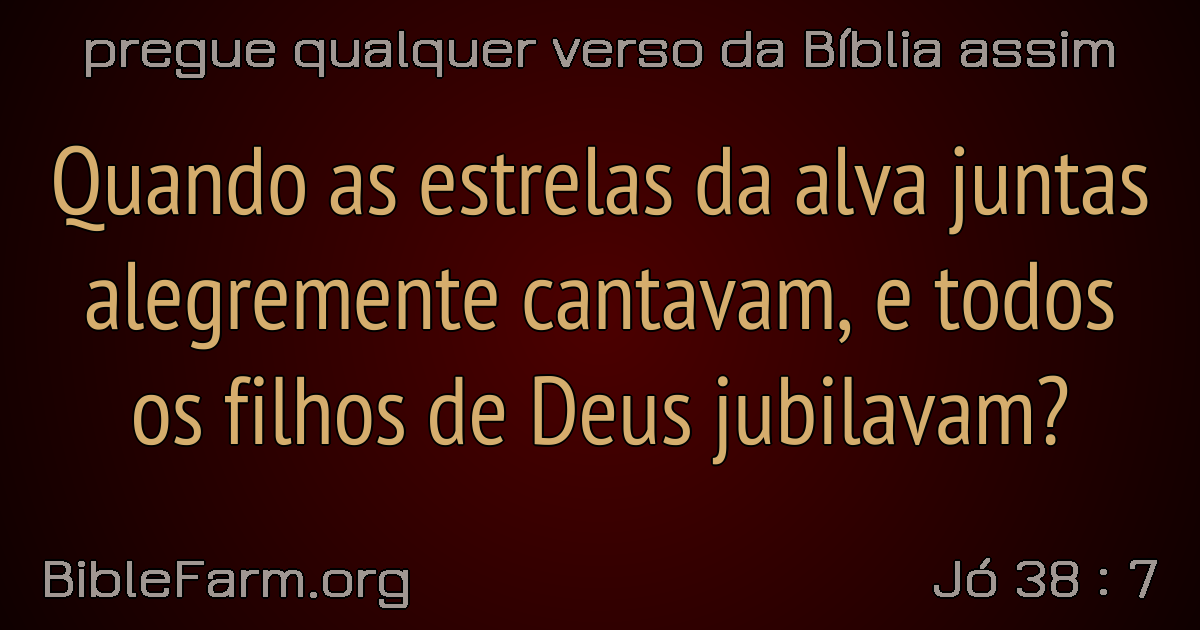 pregue qualquer verso da Bíblia assim
Quando as estrelas da alva juntas
alegremente cantavam, e todos
os filhos de Deus jubilavam?
BibleFarm.org
Jó 38 : 7